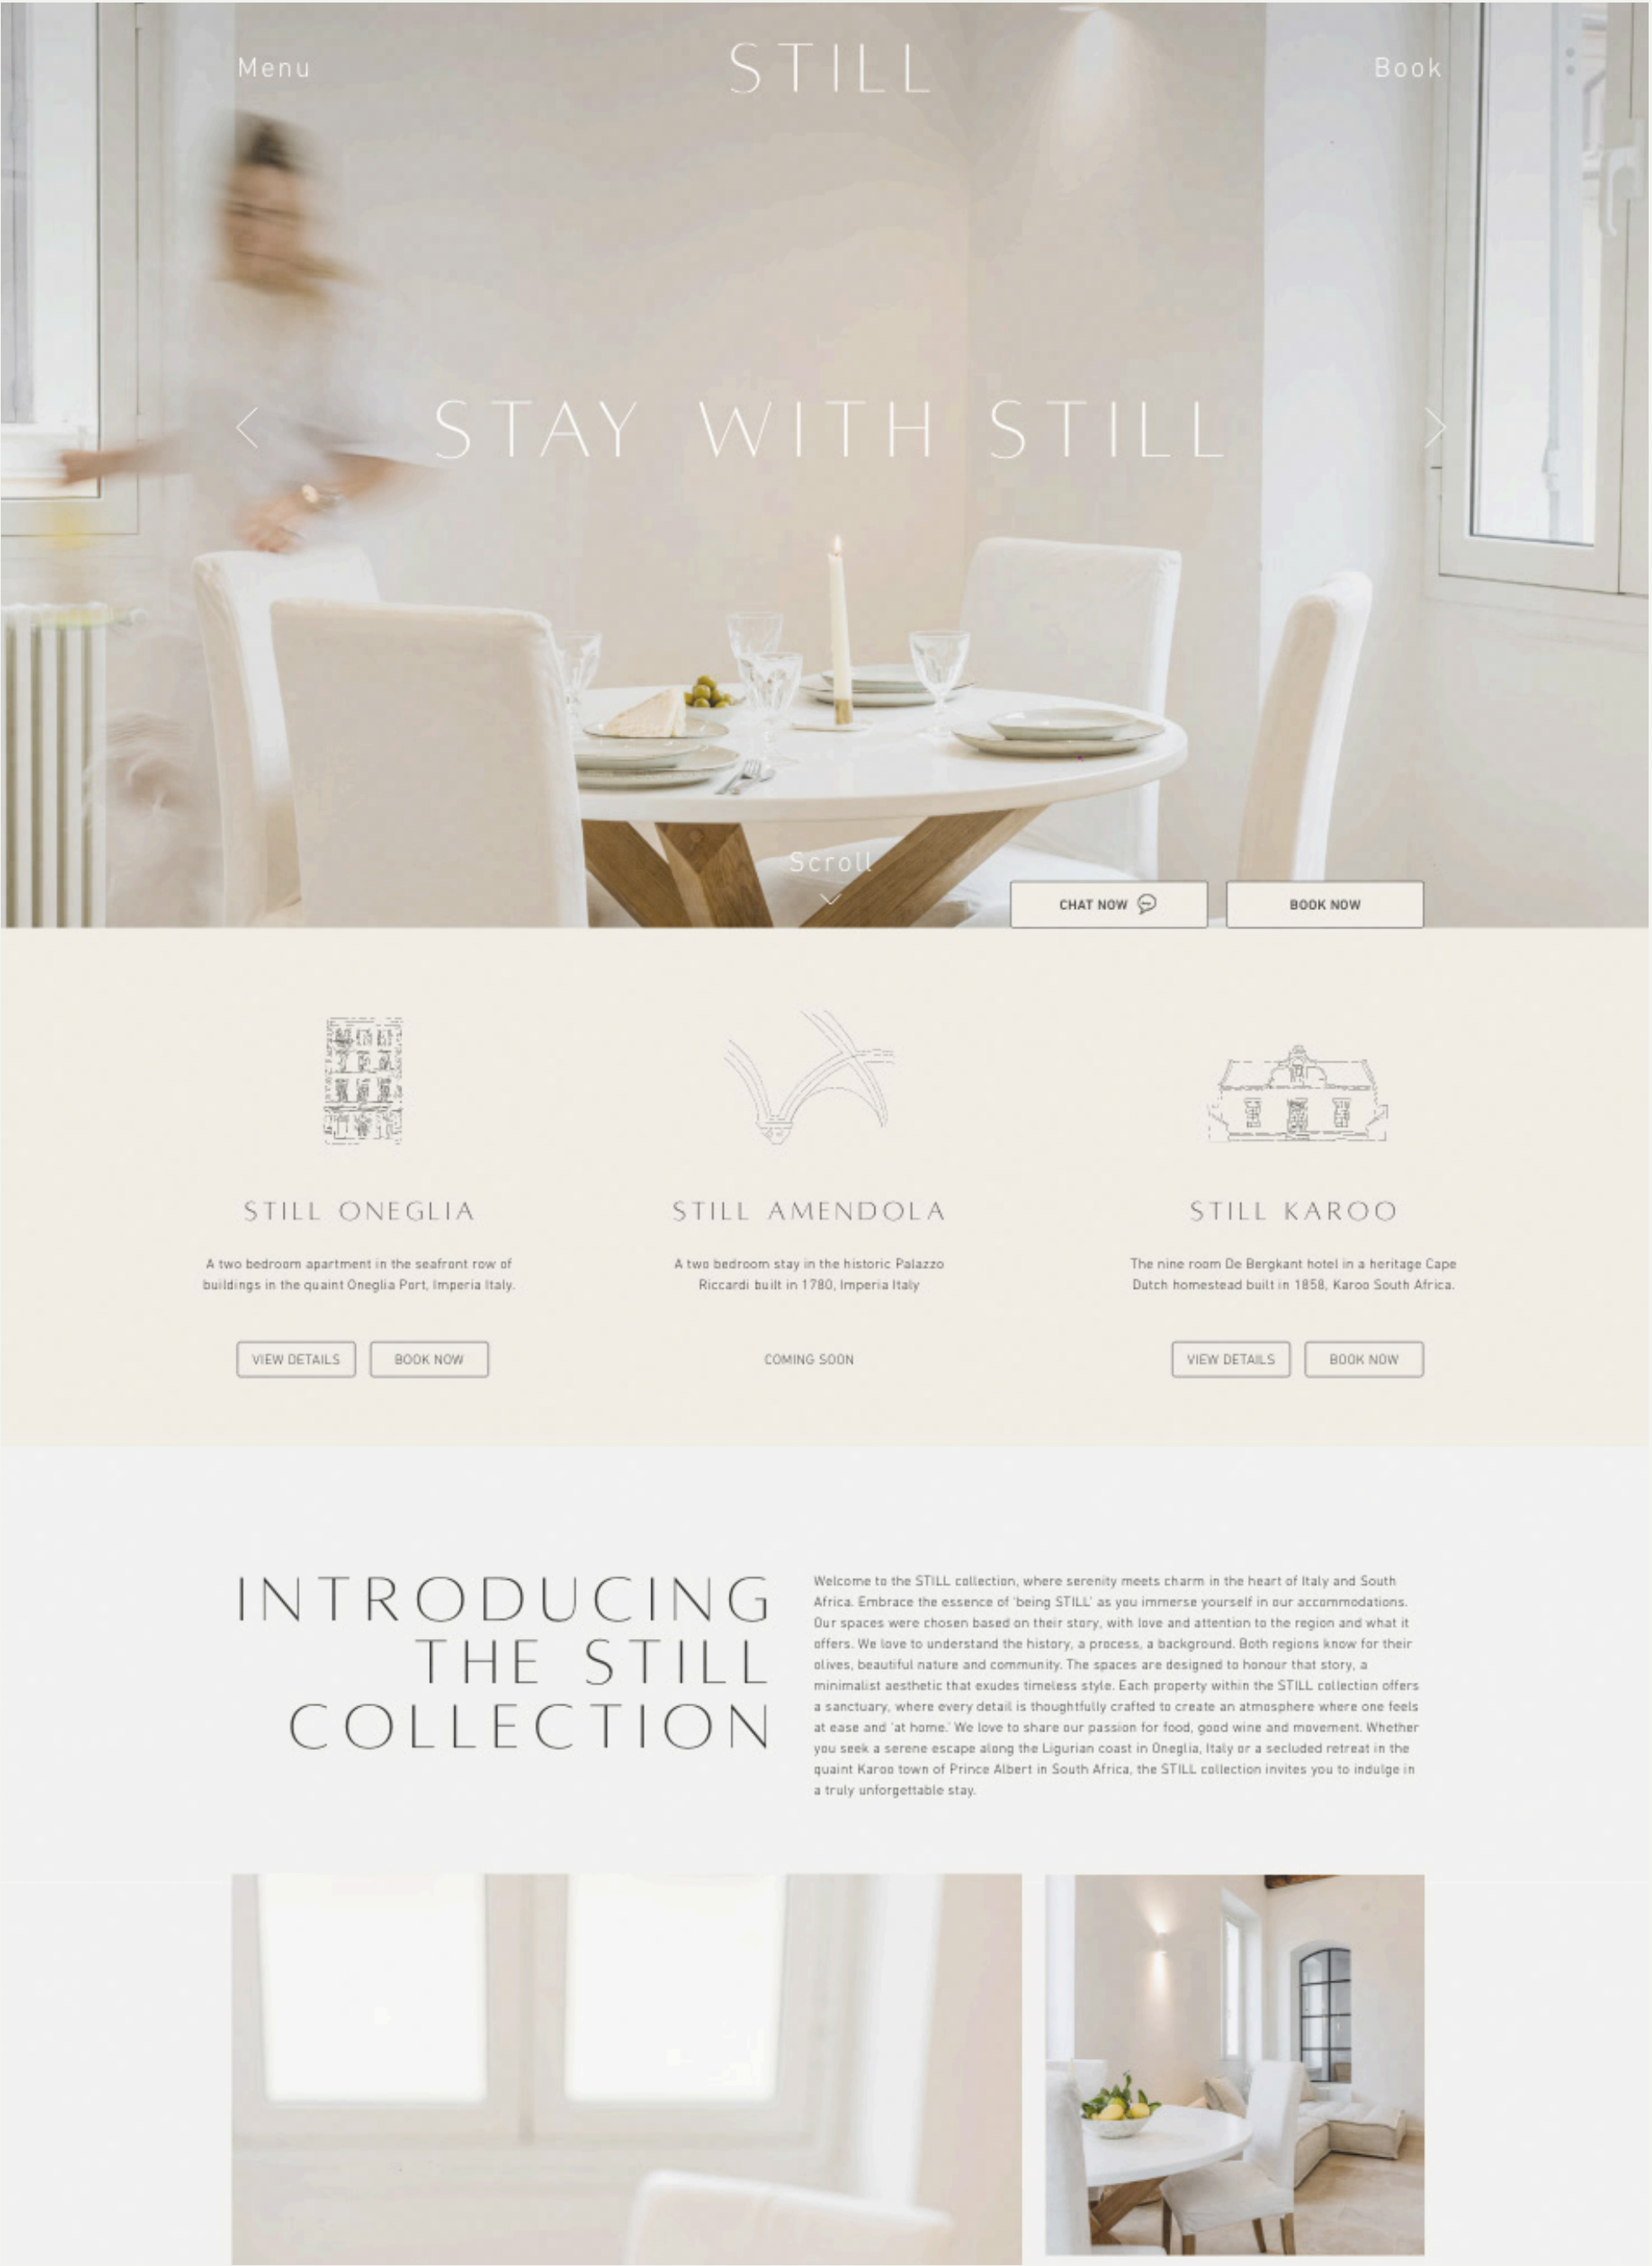 Menu
STILL
Book
STAY WITH STILL
Scroll
CHAT NOW
BOOK NOW
STILL ONEGLIA
A two bedroom apartment in the seafront row of
buildings in the quaint Oneglia Port, Imperia Italy.
VIEW DETAILS
BOOK NOW
STILL AMENDOLA
A two bedroom stay in the historic Palazzo
Riccardi built in 1780, Imperia Italy
COMING SOON
STILL KAROO
The nine room De Bergkant hotel in a heritage Cape
Dutch homestead built in 1858, Karoo South Africa.
VIEW DETAILS
BOOK NOW
INTRODUCING
THE STILL
COLLECTION
Welcome to the STILL collection, where serenity meets charm in the heart of Italy and South
Africa. Embrace the essence of 'being STILL' as you immerse yourself in our accommodations.
Our spaces were chosen based on their story, with love and attention to the region and what it
offers. We love to understand the history, a process, a background. Both regions know for their
olives, beautiful nature and community. The spaces are designed to honour that story, a
minimalist aesthetic that exudes timeless style. Each property within the STILL collection offers
a sanctuary, where every detail is thoughtfully crafted to create an atmosphere where one feels
at ease and 'at home.' We love to share our passion for food, good wine and movement. Whether
you seek a serene escape along the Ligurian coast in Oneglia, Italy or a secluded retreat in the
quaint Karoo town of Prince Albert in South Africa, the STILL collection invites you to indulge in
a truly unforgettable stay.